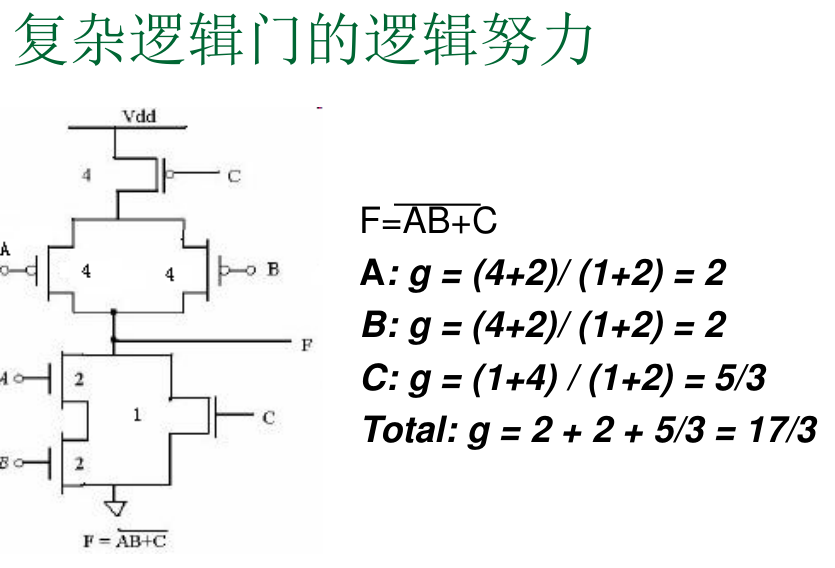 复杂逻辑门的逻辑努力
Vdd
4
C
A
4
4
B
F
A
2
1
C
B
2
F = AB+C
F=AB+C
A: g = (4+2)/ (1+2) = 2
B: g = (4+2)/ (1+2) = 2
C: g = (1+4) / (1+2) = 5/3
Total: g = 2 + 2 + 5/3 = 17/3